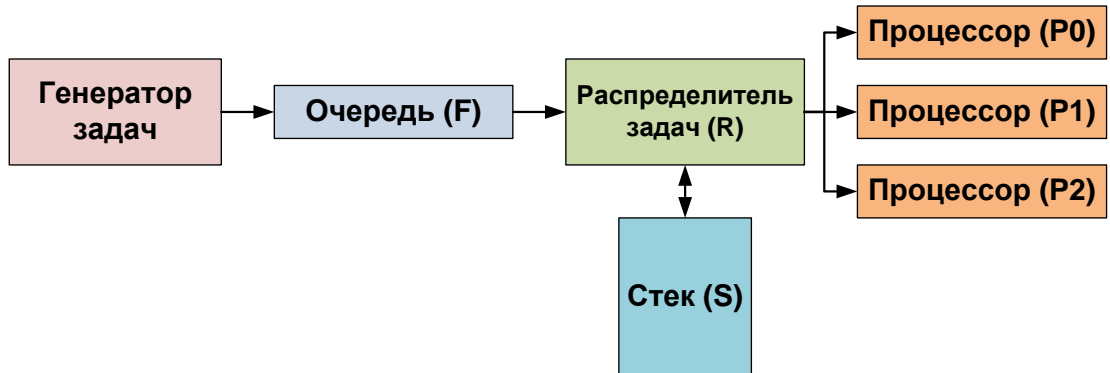 Генератор
задач
Очередь (F)
Распределитель
задач (R)
Процессор (P0)
Процессор (P1)
Процессор (P2)
Стек (S)